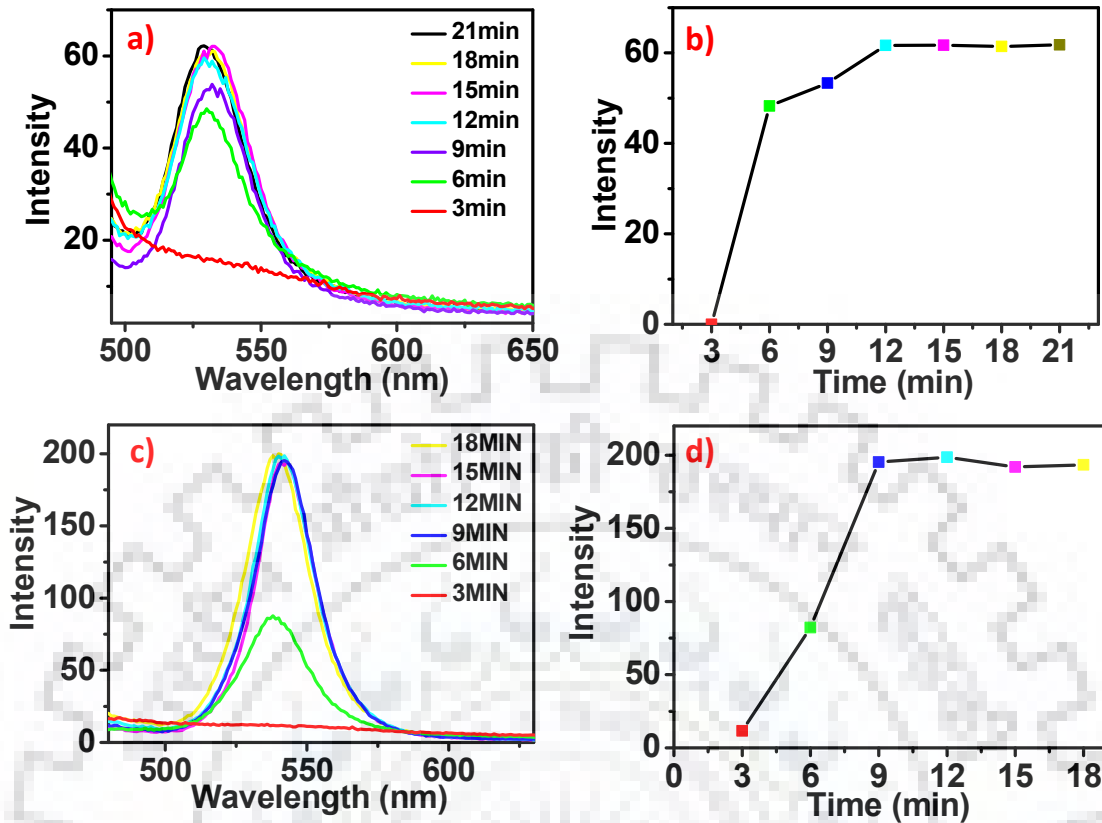 a)
21min
18min
15min
12min
9min
6min
3min
Intensity
60
40
20
500 550 600 650
Wavelength (nm)
b)
Intensity
60
40
20
0
3 6 9 12 15 18 21
Time (min)
c)
18MIN
15MIN
12MIN
9MIN
6MIN
3MIN
Intensity
200
150
100
50
0
500 550 600
Wavelength (nm)
d)
Intensity
200
150
100
50
0
0 3 6 9 12 15 18
Time (min)